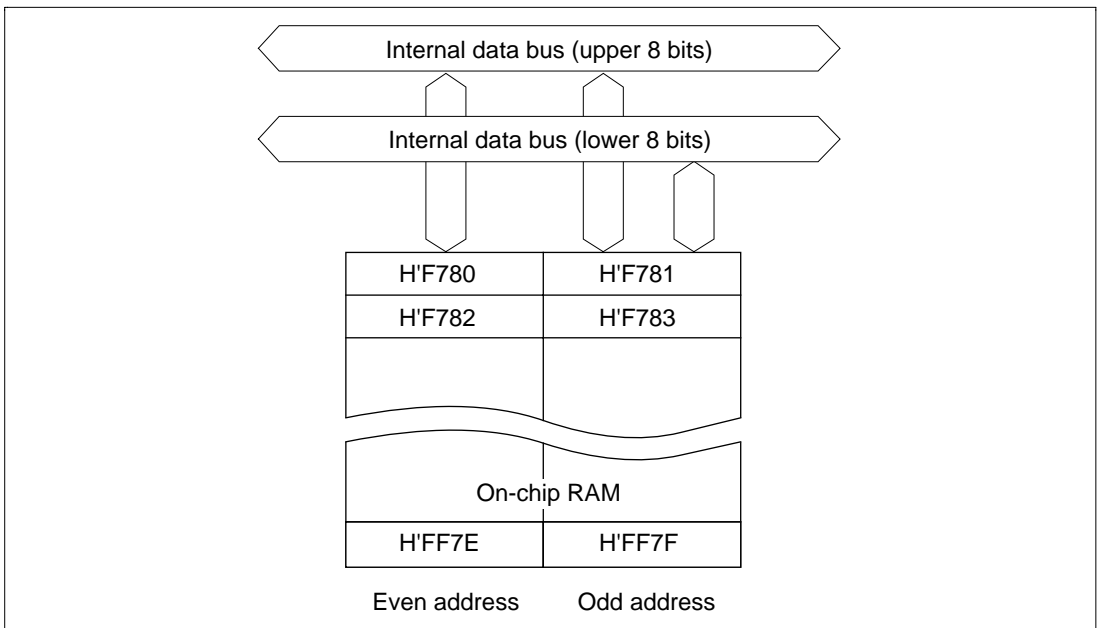 Internal data bus (upper 8 bits)
Internal data bus (lower 8 bits)
H'F780 H'F781
H'F782 H'F783
On-chip RAM
H'FF7E H'FF7F
Even address Odd address